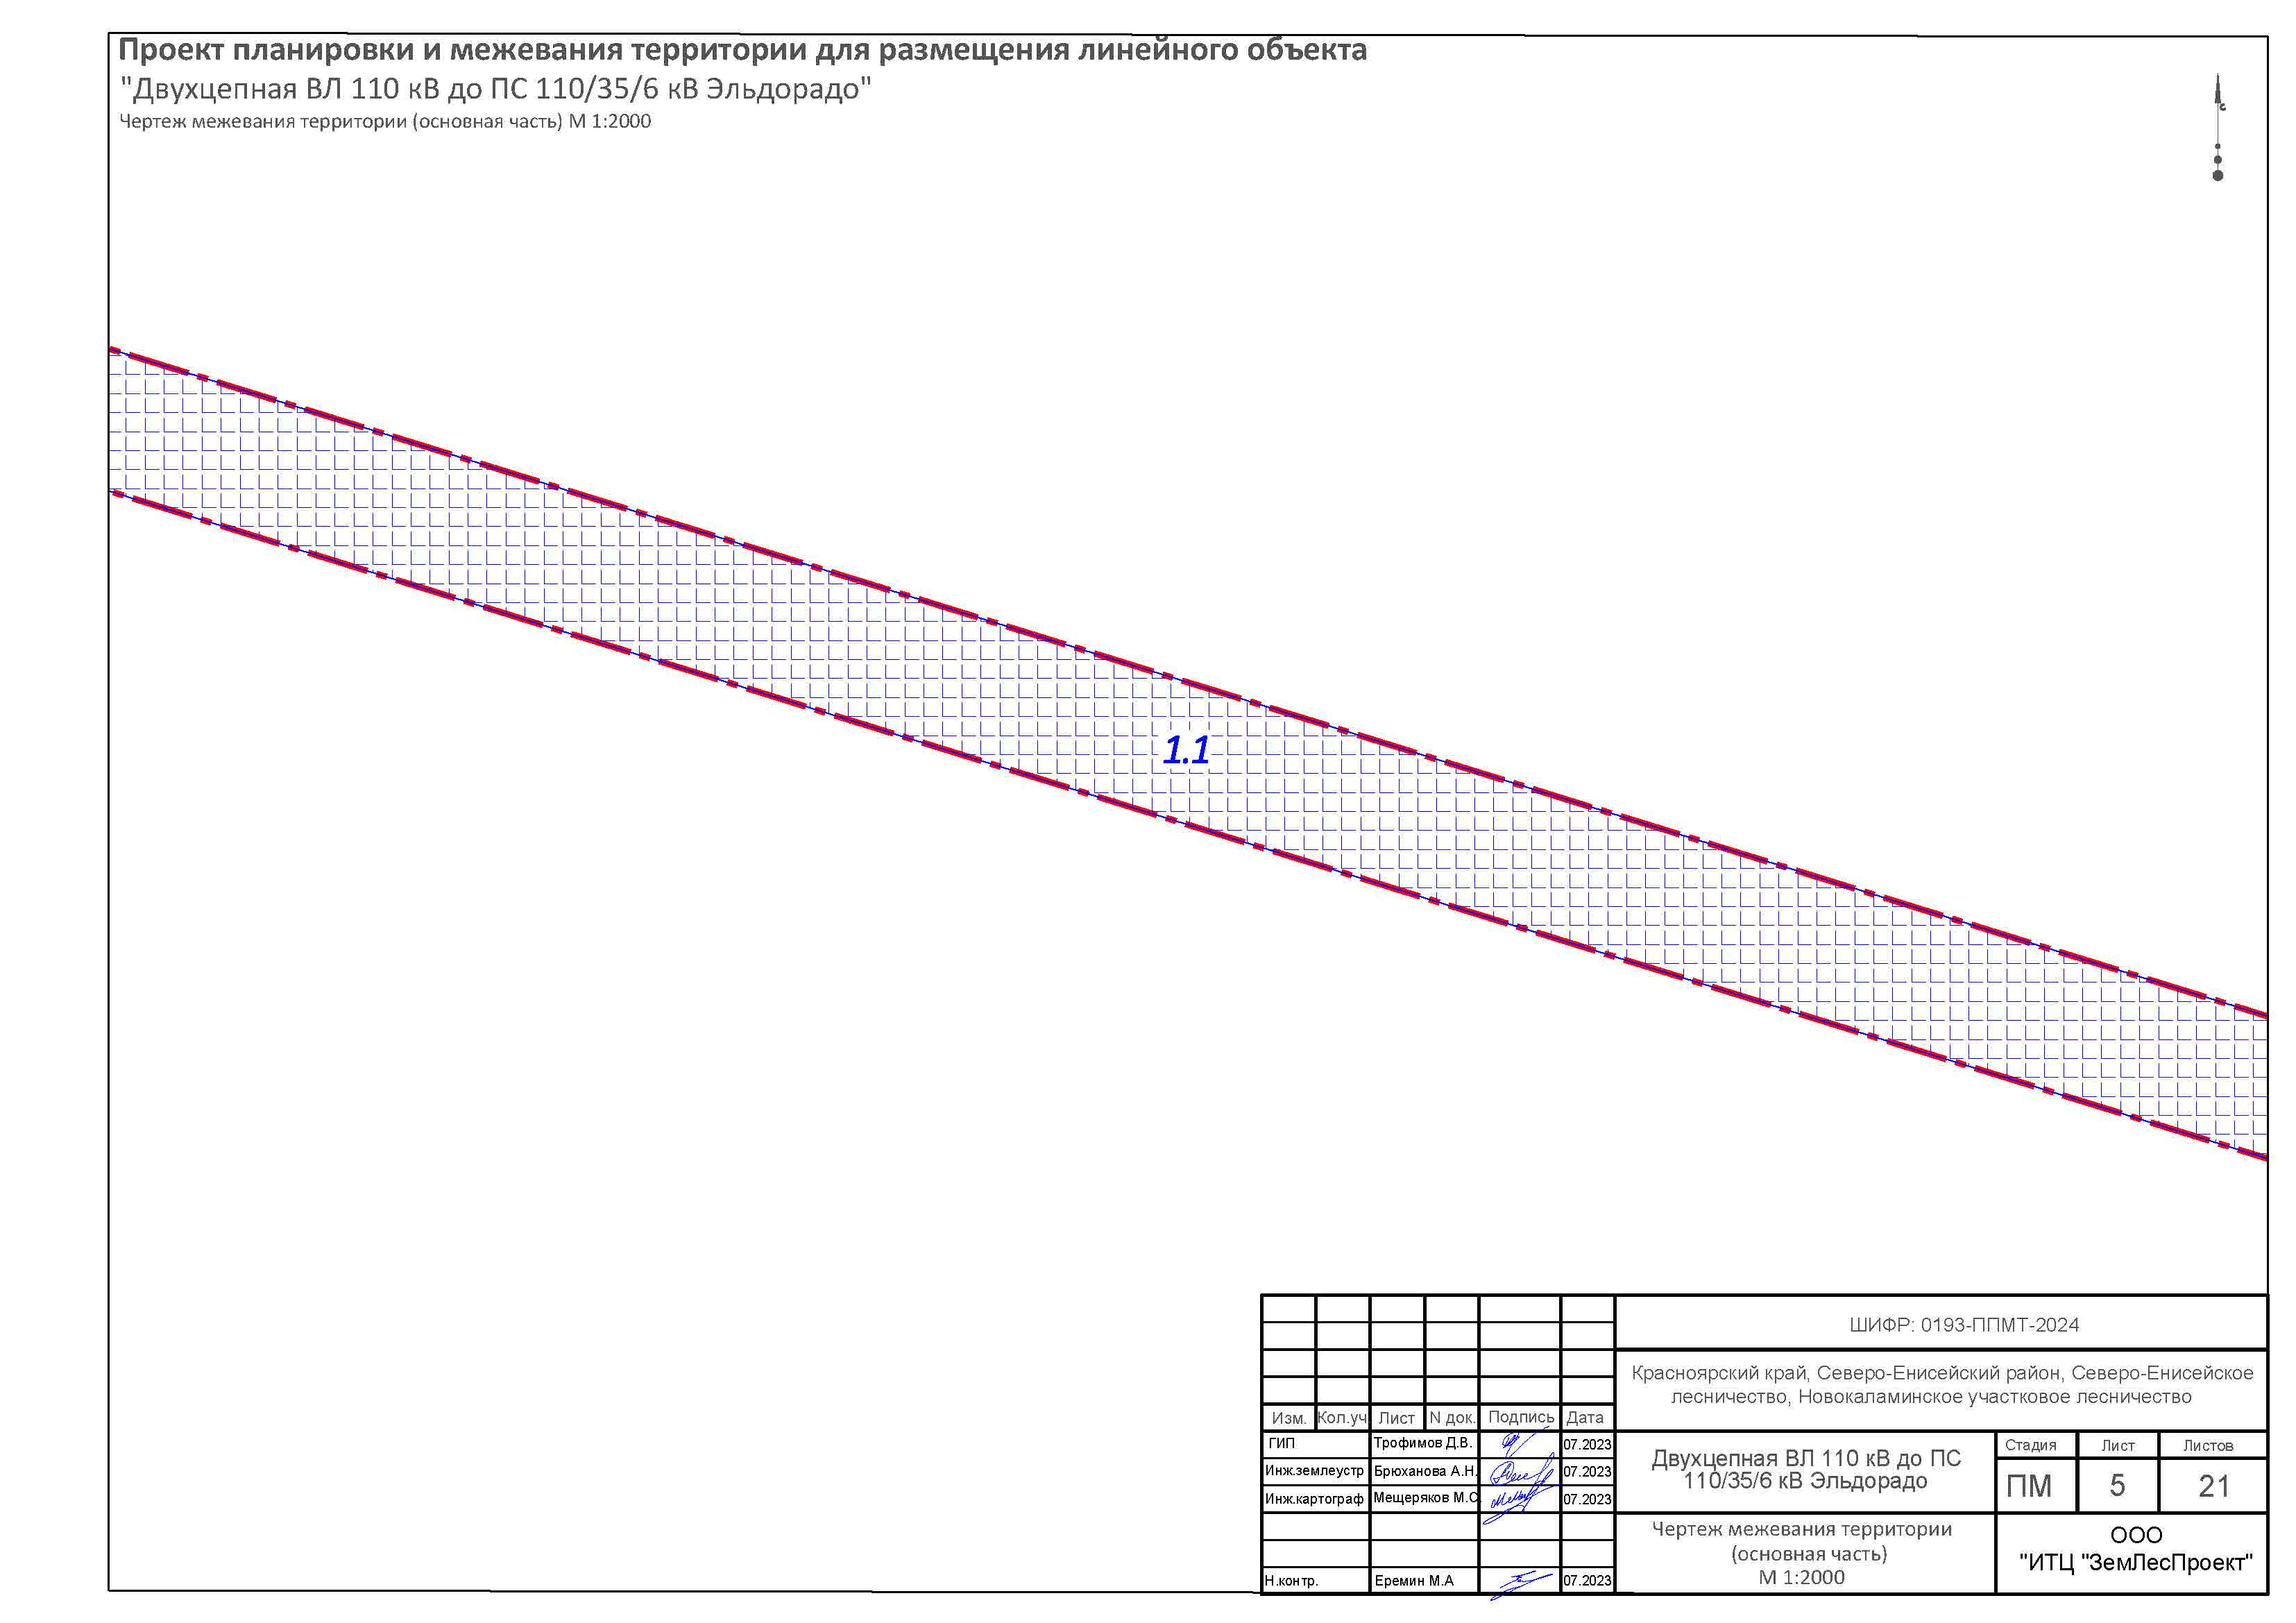 Проект планировки и межевания территории для размещения линейного объекта
"Двухцепная ВЛ 110 кВ до ПС 110/35/6 кВ Эльдорадо"
Чертеж межевания территории (основная часть) М 1:2000
с
1.1
ШИФР: 0193-ППМТ-2024
Красноярский край, Северо-Енисейский район, Северо-Енисейское
лесничество, Новокаламинское участковое лесничество
Изм. Кол.уч Лист N док. Подпись Дата
ГИП Трофимов Д.В. 07.2023
Инж.землеустр Брюханова А.Н. 07.2023
Инж.картограф Мещеряков М.С. 07.2023
Н.контр. Еремин М.А 07.2023
Двухцепная ВЛ 110 кВ до ПС
110/35/6 кВ Эльдорадо
Стадия Лист Листов
ПМ 5 21
Чертеж межевания территории
(основная часть)
М 1:2000
ООО
"ИТЦ "ЗемЛесПроект"